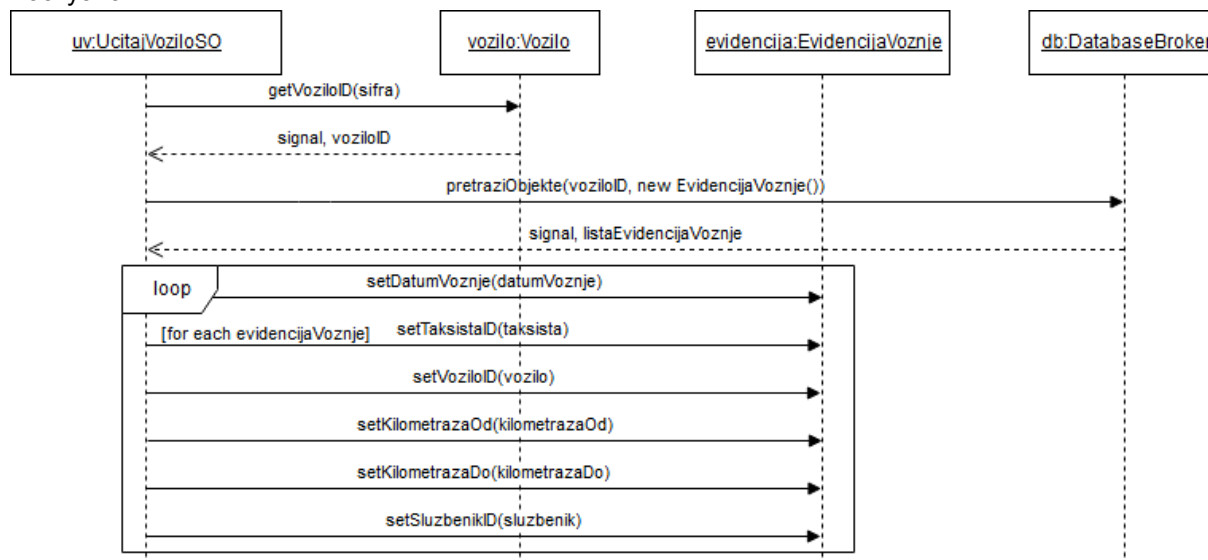 uv:UcitajVoziloSO
vozilo:Vozilo
evidencija:EvidencijaVoznje
db:DatabaseBroker
getVoziloID(sifra)
signal, voziloID
pretraziObjekte(voziloID, new EvidencijaVoznje())
signal, listaEvidencijaVoznje
loop
setDatumVoznje(datumVoznje)
[for each evidencijaVoznje]
setTaksistaID(taksista)
setVoziloID(vozilo)
setKilometrazaOd(kilometrazaOd)
setKilometrazaDo(kilometrazaDo)
setSluzbenikID(sluzbenik)